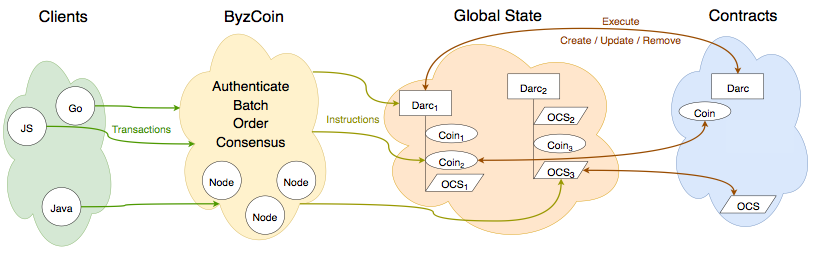 Clients
ByzCoin
Global State
Contracts
Execute
Create / Update / Remove
Go
JS
Java
Transactions
Authenticate
Batch
Order
Consensus
Node
Node
Node
Instructions
Darc1
Coin1
Coin2
OCS1
Darc2
OCS2
Coin3
OCS3
Darc
Coin
OCS